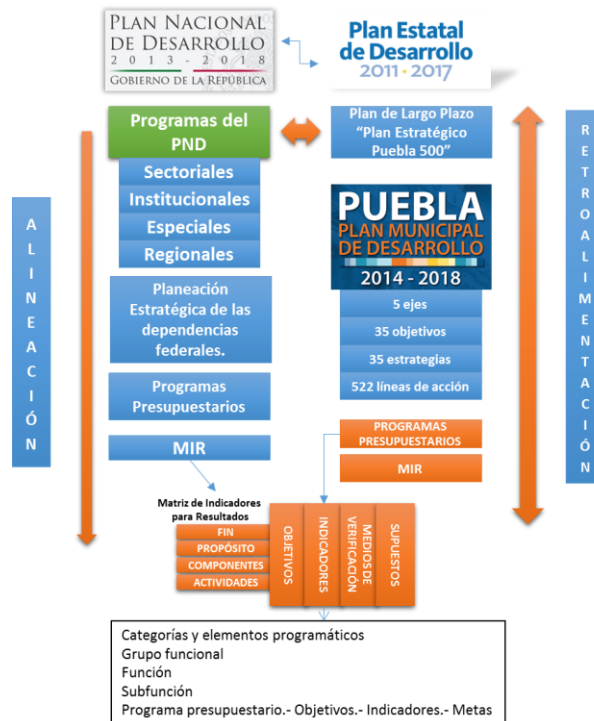 PLAN NACIONAL
DE DESARROLLO
2013-2018
GOBIERNO DE LA REPÚBLICA
Plan Estatal
de Desarrollo
2011·2017
ALINEACIÓN
Programas del
PND
Sectoriales
Institucionales
Especiales
Regionales
Planeación
Estratégica de las
dependencias
federales.
Programas
Presupuestarios
MIR
Plan de Largo Plazo
“Plan Estratégico
Puebla 500”
PUEBLA
PLAN MUNICIPAL
DE DESARROLLO
2014 - 2018
5 ejes
35 objetivos
35 estrategias
522 líneas de acción
PROGRAMAS
PRESUPUESTARIOS
MIR
RETROALIMENTACIÓN
Matriz de Indicadores
para Resultados
FIN
PROPÓSITO
COMPONENTES
ACTIVIDADES
OBJETIVOS
INDICADORES
MEDIOS DE
VERIFICACIÓN
SUPUESTOS
Categorías y elementos programáticos
Grupo funcional
Función
Subfunción
Programa presupuestario.- Objetivos.- Indicadores.- Metas